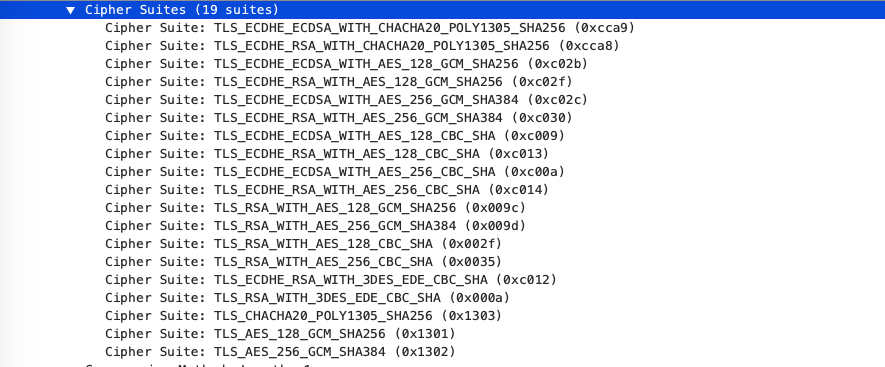 Cipher Suites (19 suites)
Cipher Suite: TLS_ECDHE_ECDSA_WITH_CHACHA20_POLY1305_SHA256 (0xcca9)
Cipher Suite: TLS_ECDHE_RSA_WITH_CHACHA20_POLY1305_SHA256 (0xcca8)
Cipher Suite: TLS_ECDHE_ECDSA_WITH_AES_128_GCM_SHA256 (0xc02b)
Cipher Suite: TLS_ECDHE_RSA_WITH_AES_128_GCM_SHA256 (0xc02f)
Cipher Suite: TLS_ECDHE_ECDSA_WITH_AES_256_GCM_SHA384 (0xc02c)
Cipher Suite: TLS_ECDHE_RSA_WITH_AES_256_GCM_SHA384 (0xc030)
Cipher Suite: TLS_ECDHE_ECDSA_WITH_AES_128_CBC_SHA (0xc009)
Cipher Suite: TLS_ECDHE_RSA_WITH_AES_128_CBC_SHA (0xc013)
Cipher Suite: TLS_ECDHE_ECDSA_WITH_AES_256_CBC_SHA (0xc00a)
Cipher Suite: TLS_ECDHE_RSA_WITH_AES_256_CBC_SHA (0xc014)
Cipher Suite: TLS_RSA_WITH_AES_128_GCM_SHA256 (0x009c)
Cipher Suite: TLS_RSA_WITH_AES_256_GCM_SHA384 (0x009d)
Cipher Suite: TLS_RSA_WITH_AES_128_CBC_SHA (0x002f)
Cipher Suite: TLS_RSA_WITH_AES_256_CBC_SHA (0x0035)
Cipher Suite: TLS_ECDHE_RSA_WITH_3DES_EDE_CBC_SHA (0xc012)
Cipher Suite: TLS_RSA_WITH_3DES_EDE_CBC_SHA (0x000a)
Cipher Suite: TLS_CHACHA20_POLY1305_SHA256 (0x1303)
Cipher Suite: TLS_AES_128_GCM_SHA256 (0x1301)
Cipher Suite: TLS_AES_256_GCM_SHA384 (0x1302)